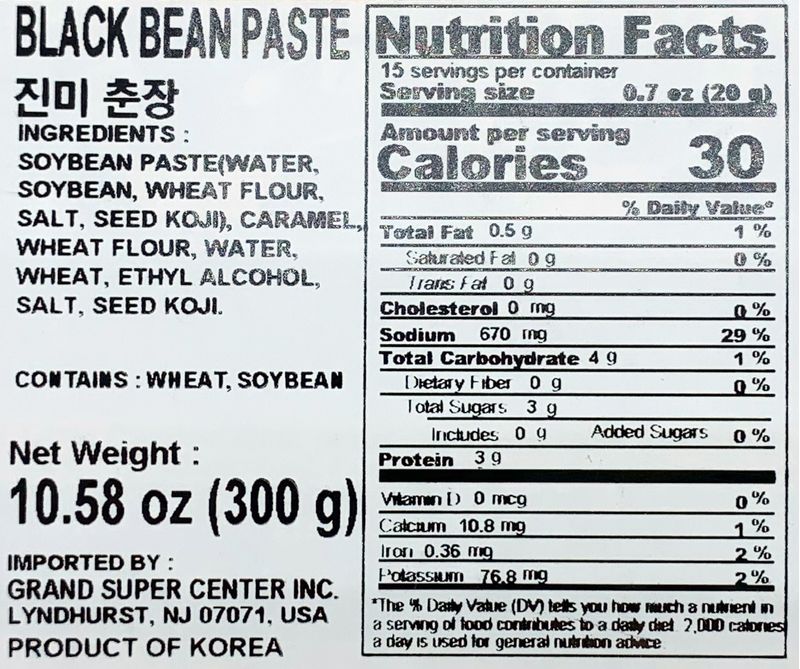 BLACK BEAN PASTE
진미 춘장
INGREDIENTS :
SOYBEAN PASTE(WATER,
SOYBEAN, WHEAT FLOUR,
SALT, SEED KOJI), CARAMEL,
WHEAT FLOUR, WATER,
WHEAT, ETHYL ALCOHOL,
SALT, SEED KOJI.
CONTAINS : WHEAT, SOYBEAN
Net Weight :
10.58 oz (300 g)
IMPORTED BY :
GRAND SUPER CENTER INC.
LYNDHURST, NJ 07071, USA
PRODUCT OF KOREA
Nutrition Facts
15 servings per container
Serving size 0.7 oz (20 g)
Amount per serving
Calories 30
% Daily Value*
Total Fat 0.5 g 1 %
Saturated Fat 0 g 0 %
Trans Fat 0 g
Cholesterol 0 mg 0 %
Sodium 670 mg 29 %
Total Carbohydrate 4 g 1 %
Dietary Fiber 0 g 0 %
Total Sugars 3 g
Includes 0 g Added Sugars 0 %
Protein 3 g
Vitamin D 0 mcg 0 %
Calcium 10.8 mg 1 %
Iron 0.36 mg 2 %
Potassium 76.8 mg 2 %
*The % Daily Value (DV) tells you how much a nutrient in
a serving of food contributes to a daily diet. 2,000 calories
a day is used for general nutrition advice.